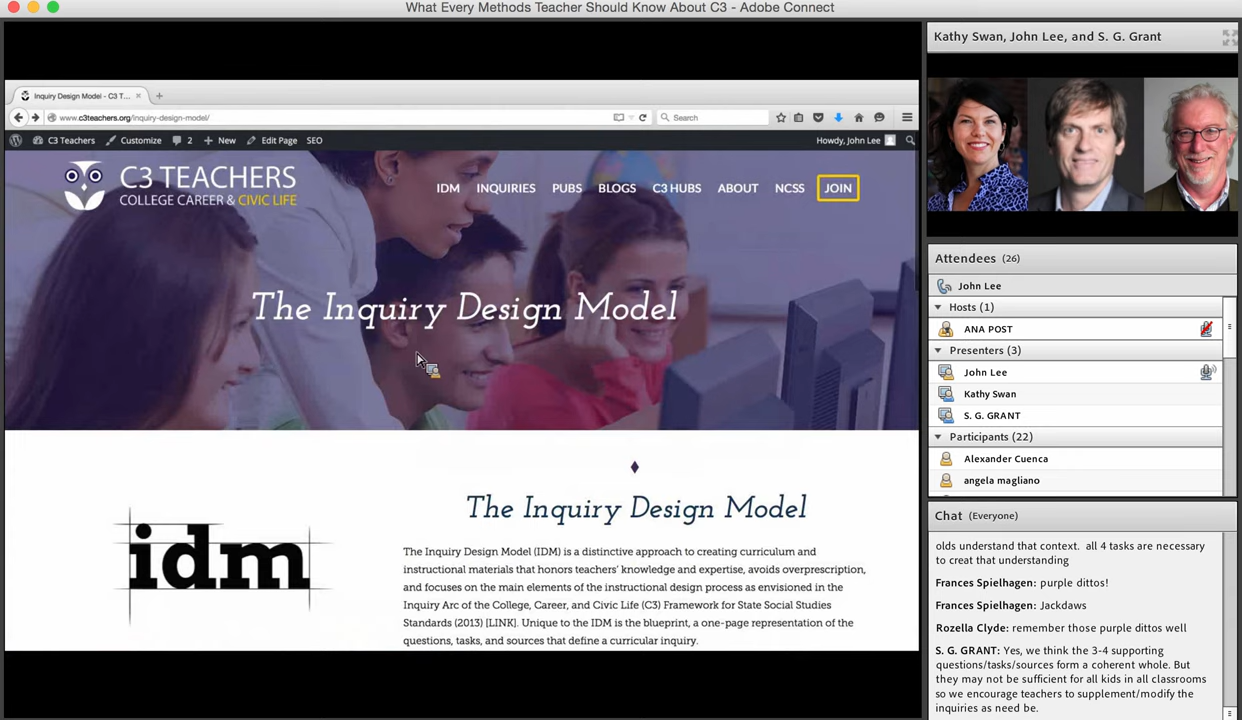 What Every Methods Teacher Should Know About C3 - Adobe Connect
Inquiry Design Model - C3 T...
www.c3teachers.org/inquiry-design-model/
Search
C3 Teachers
Customize
2
New
Edit Page
SEO
Howdy, John Lee
C3 TEACHERS
COLLEGE CAREER & CIVIC LIFE
IDM
INQUIRIES
PUBS
BLOGS
C3 HUBS
ABOUT
NCSS
JOIN
The Inquiry Design Model
idm
The Inquiry Design Model
The Inquiry Design Model (IDM) is a distinctive approach to creating curriculum and
instructional materials that honors teachers' knowledge and expertise, avoids overprescription,
and focuses on the main elements of the instructional design process as envisioned in the
Inquiry Arc of the College, Career, and Civic Life (C3) Framework for State Social Studies
Standards (2013) [LINK]. Unique to the IDM is the blueprint, a one-page representation of the
questions, tasks, and sources that define a curricular inquiry.
Kathy Swan, John Lee, and S. G. Grant
Attendees (26)
John Lee
Hosts (1)
ANA POST
Presenters (3)
John Lee
Kathy Swan
S. G. GRANT
Participants (22)
Alexander Cuenca
angela magliano
Chat (Everyone)
olds understand that context. all 4 tasks are necessary
to creat that understanding
Frances Spielhagen: purple dittos!
Frances Spielhagen: Jackdaws
Rozella Clyde: remember those purple dittos well
S. G. GRANT: Yes, we think the 3-4 supporting
questions/tasks/sources form a coherent whole. But
they may not be sufficient for all kids in all classrooms
so we encourage teachers to supplement/modify the
inquiries as need be.